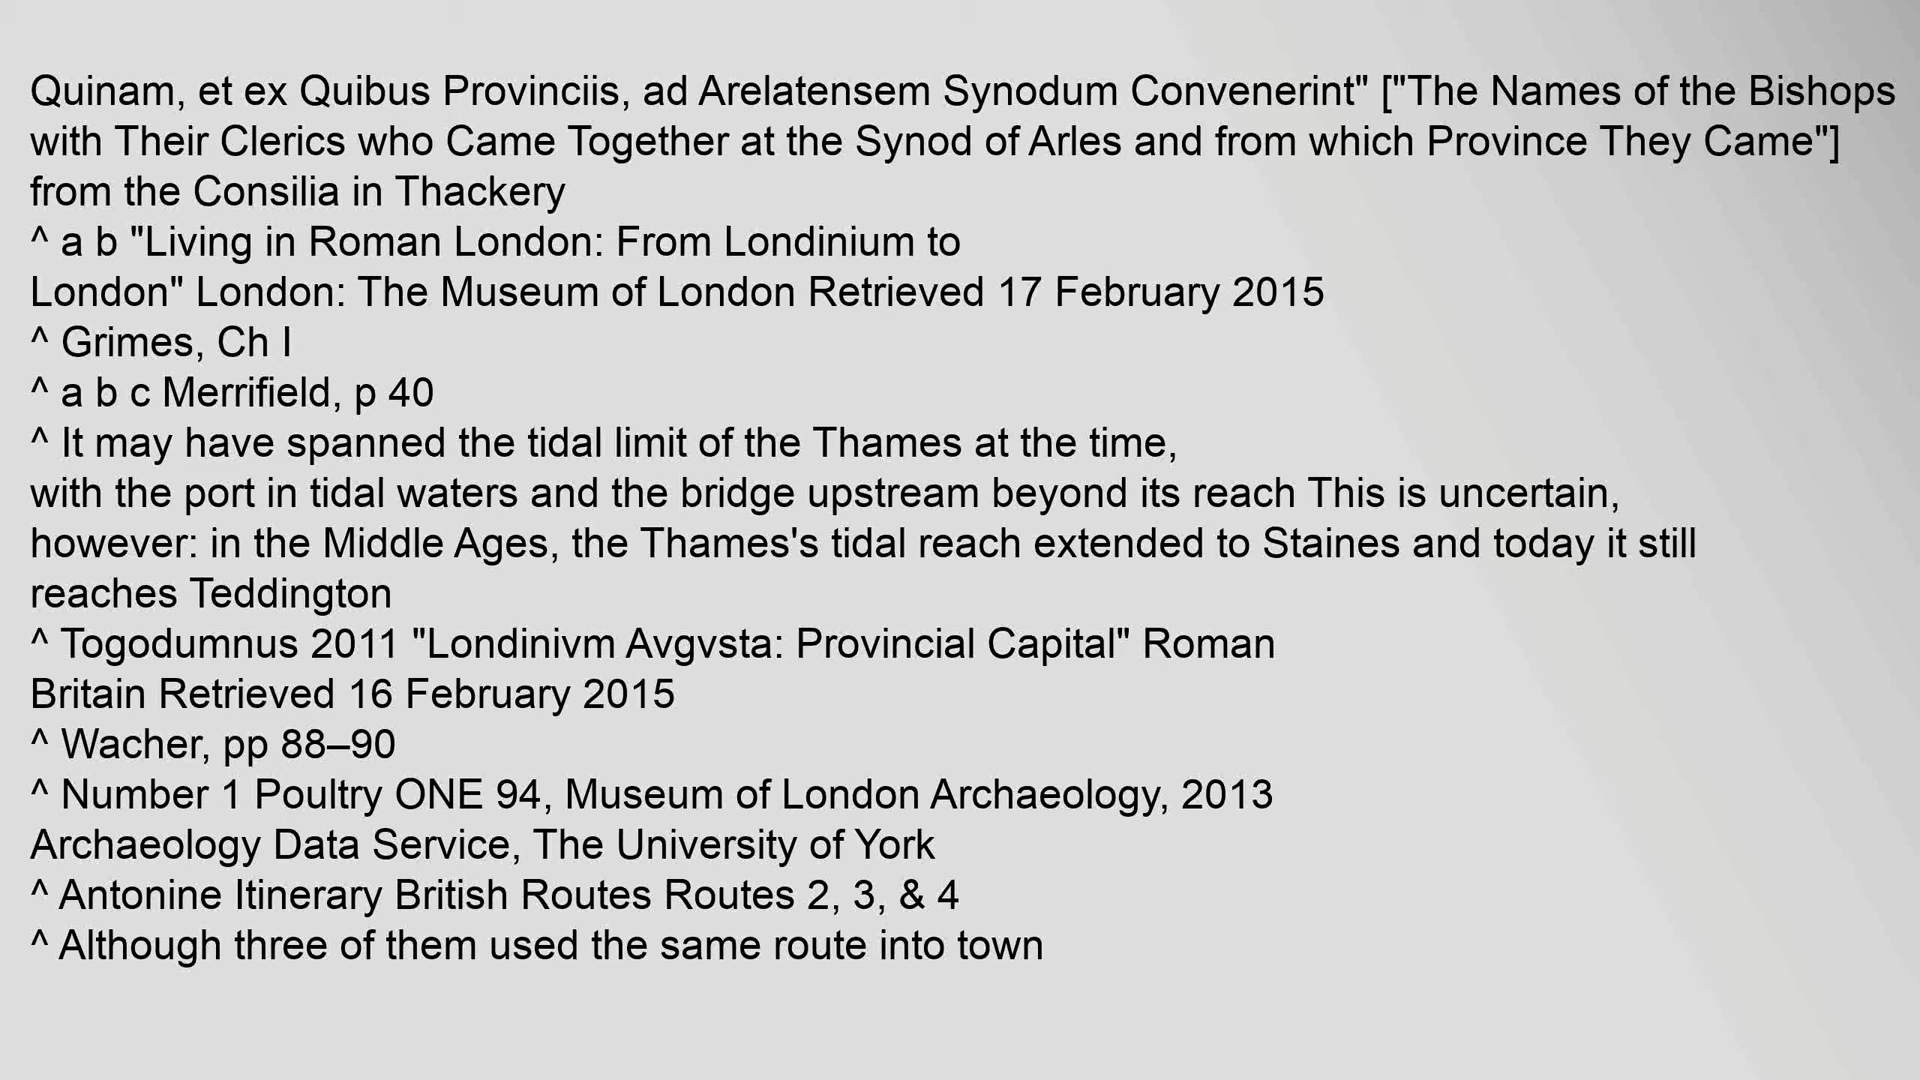 Quinam, et ex Quibus Provinciis, ad Arelatensem Synodum Convenerint" ["The Names of the Bishops
with Their Clerics who Came Together at the Synod of Arles and from which Province They Came"]
from the Consilia in Thackery
^ a b "Living in Roman London: From Londinium to
London" London: The Museum of London Retrieved 17 February 2015
^ Grimes, Ch I
^ a b c Merrifield, p 40
^ It may have spanned the tidal limit of the Thames at the time,
with the port in tidal waters and the bridge upstream beyond its reach This is uncertain,
however: in the Middle Ages, the Thames's tidal reach extended to Staines and today it still
reaches Teddington
^ Togodumnus 2011 "Londinivm Avgvsta: Provincial Capital" Roman
Britain Retrieved 16 February 2015
^ Wacher, pp 88–90
^ Number 1 Poultry ONE 94, Museum of London Archaeology, 2013
Archaeology Data Service, The University of York
^ Antonine Itinerary British Routes Routes 2, 3, & 4
^ Although three of them used the same route into town